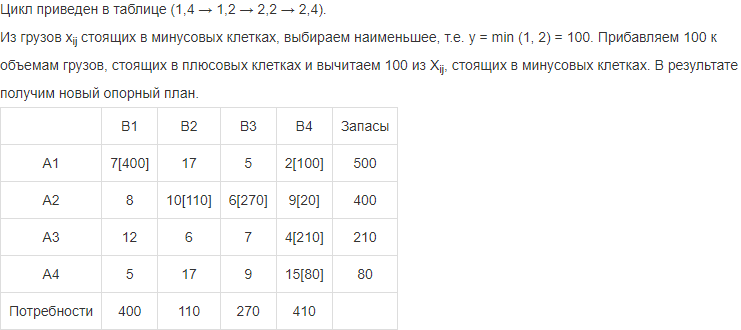 Цикл приведен в таблице (1,4 → 1,2 → 2,2 → 2,4).
Из грузов xij стоящих в минусовых клетках, выбираем наименьшее, т.е. y = min (1, 2) = 100. Прибавляем 100 к
объемам грузов, стоящих в плюсовых клетках и вычитаем 100 из Xij, стоящих в минусовых клетках. В результате
получим новый опорный план.
B1 B2 B3 B4 Запасы
A1 7[400] 17 5 2[100] 500
A2 8 10[110] 6[270] 9[20] 400
A3 12 6 7 4[210] 210
A4 5 17 9 15[80] 80
Потребности 400 110 270 410